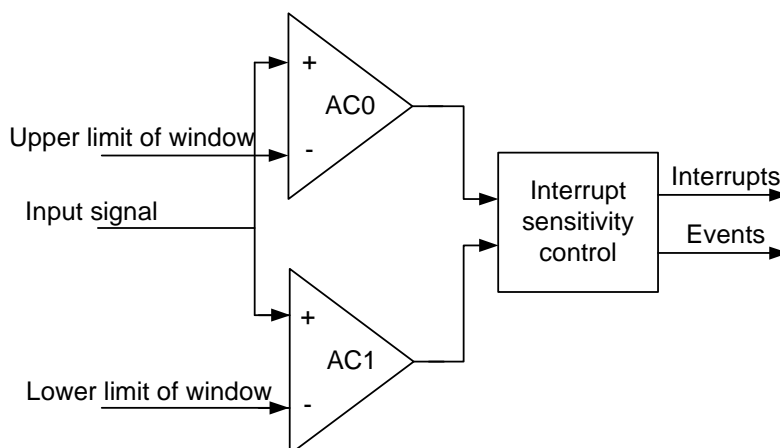 +
AC0
-
Upper limit of window
Input signal
Interrupt
sensitivity
control
Interrupts
Events
+
AC1
-
Lower limit of window